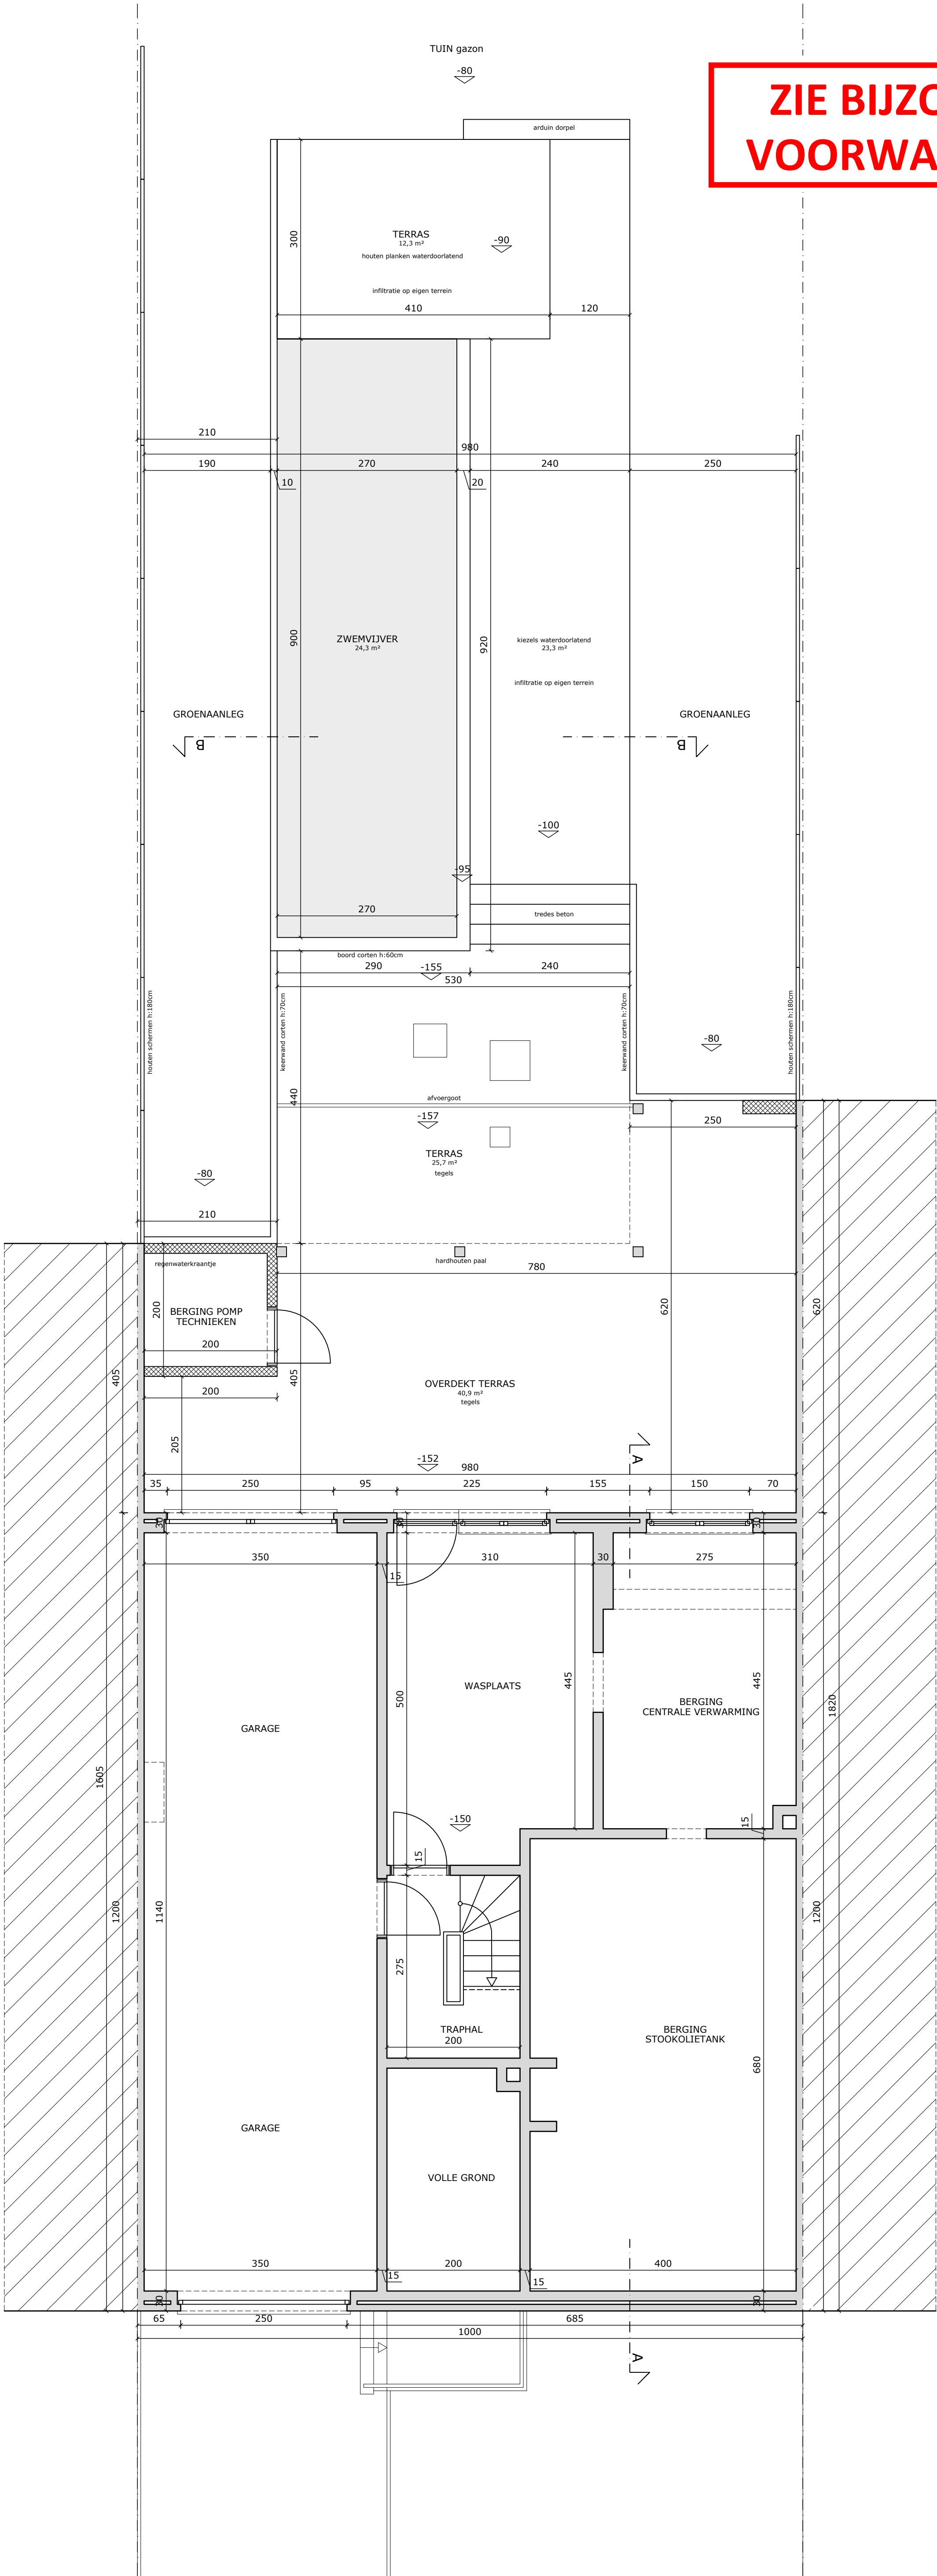 TUIN gazon
-80
ZIE BIJZO
VOORWA
arduin dorpel
300
TERRAS
12,3 m²
-90
houten planken waterdoorlatend
infiltratie op eigen terrein
410
120
210
980
190
270
240
250
10
20
900
ZWEMVIJVER
24,3 m²
920
kiezels waterdoorlatend
23,3 m²
infiltratie op eigen terrein
GROENAANLEG
GROENAANLEG
B
B
-100
-95
270
tredes beton
boord corten h:60cm
290
-155
240
530
houten schermen h:180cm
keerwand corten h:70cm
keerwand corten h:70cm
houten schermen h:180cm
-80
440
afvoergoot
-157
250
TERRAS
25,7 m²
tegels
-80
210
hardhouten paal
780
regenwaterkraantje
200
BERGING POMP
TECHNIEKEN
620
620
200
405
405
OVERDEKT TERRAS
40,9 m²
tegels
200
205
-152
A
980
35
250
95
225
155
150
70
30
30
30
350
310
30
275
15
500
WASPLAATS
445
445
BERGING
CENTRALE VERWARMING
1820
GARAGE
1605
-150
15
15
1200
1140
1200
275
TRAPHAL
200
BERGING
STOOKOLIETANK
680
GARAGE
VOLLE GROND
350
200
400
15
15
30
30
65
250
685
1000
A